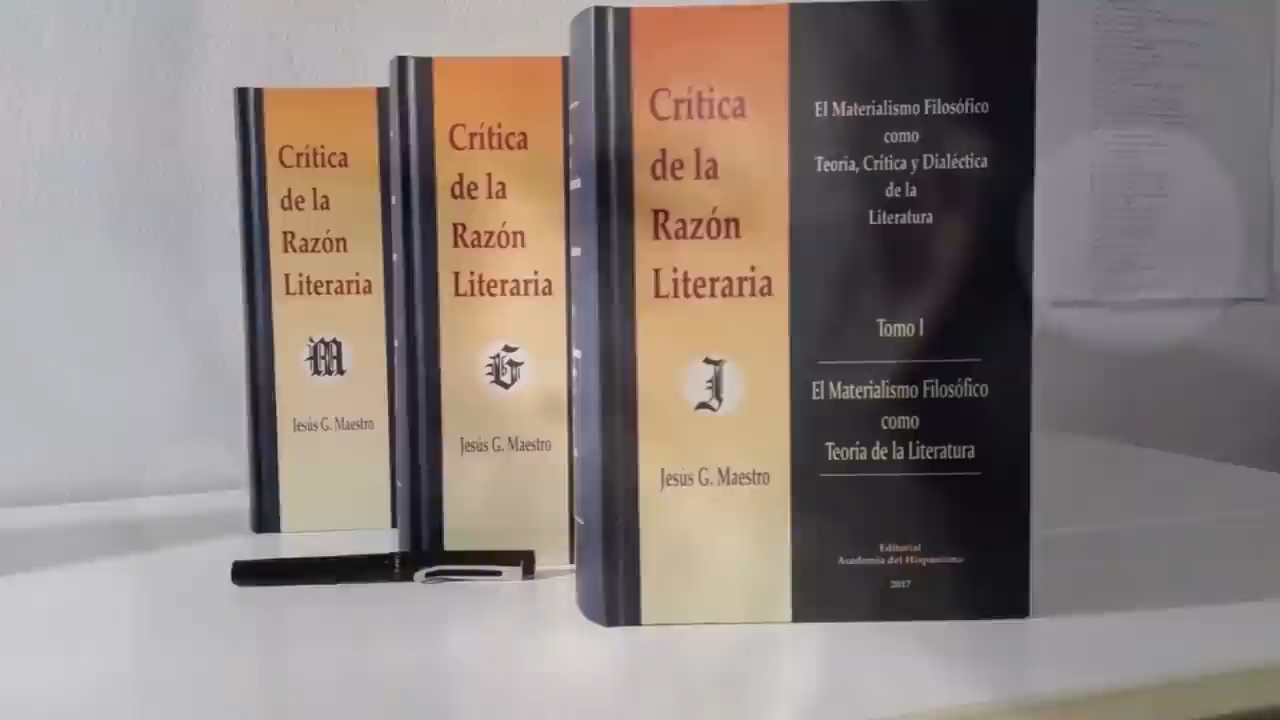 Crítica
de la
Razón
Literaria
M
Jesús G. Maestro
Crítica
de la
Razón
Literaria
G
Jesús G. Maestro
Crítica
de la
Razón
Literaria
J
Jesús G. Maestro
El Materialismo Filosófico
como
Teoría, Crítica y Dialéctica
de la
Literatura
Tomo I
El Materialismo Filosófico
como
Teoría de la Literatura
Editorial
Academia del Hispanismo
2017